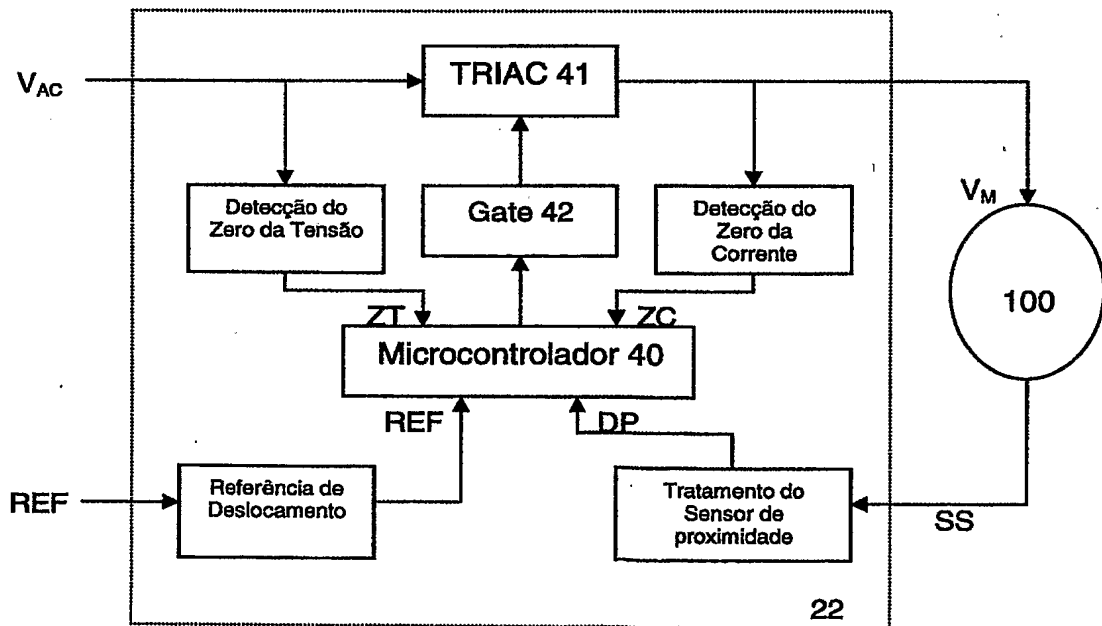 V_AC
TRIAC 41
Detecção do
Zero da Tensão
Gate 42
Detecção do
Zero da
Corrente
V_M
100
ZT
ZC
Microcontrolador 40
REF
DP
REF
Referência de
Deslocamento
Tratamento do
Sensor de
proximidade
SS
22